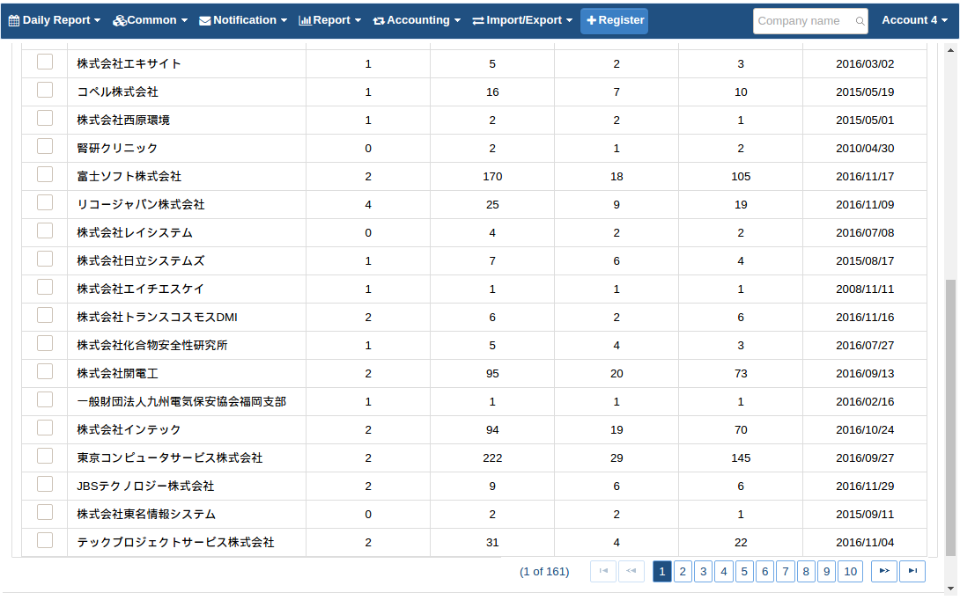 Daily Report Common Notification Report Accounting Import/Export Register Company name Account 4
株式会社エキサイト 1 5 2 3 2016/03/02
コペル株式会社 1 16 7 10 2015/05/19
株式会社西原環境 1 2 2 1 2015/05/01
腎研クリニック 0 2 1 2 2010/04/30
富士ソフト株式会社 2 170 18 105 2016/11/17
リコージャパン株式会社 4 25 9 19 2016/11/09
株式会社レイシステム 0 4 2 2 2016/07/08
株式会社日立システムズ 1 7 6 4 2015/08/17
株式会社エイチエスケイ 1 1 1 1 2008/11/11
株式会社トランスコスモスDMI 2 6 2 6 2016/11/16
株式会社化合物安全性研究所 1 5 4 3 2016/07/27
株式会社関電工 2 95 20 73 2016/09/13
一般財団法人九州電気保安協会福岡支部 1 1 1 1 2016/02/16
株式会社インテック 2 94 19 70 2016/10/24
東京コンピュータサービス株式会社 2 222 29 145 2016/09/27
JBSテクノロジー株式会社 2 9 6 6 2016/11/29
株式会社東名情報システム 0 2 2 1 2015/09/11
テックプロジェクトサービス株式会社 2 31 4 22 2016/11/04
(1 of 161) 1 2 3 4 5 6 7 8 9 10